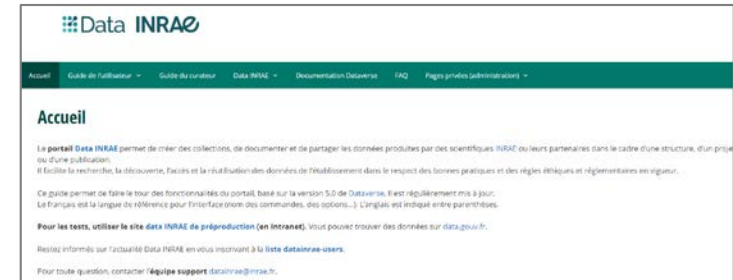 Data INRAE
Accueil Guide de l'utilisateur Guide du curateur Data INRAE Documentation Dataverse FAQ Pages privées (administration)
Accueil
Le portail Data INRAE permet de créer des collections, de documenter et de partager les données produites par des scientifiques INRAE ou leurs partenaires dans le cadre d'une structure, d'un proje
ou d'une publication.
Il facilite la recherche, la découverte, l'accès et la réutilisation des données de l'établissement dans le respect des bonnes pratiques et des règles éthiques et réglementaires en vigueur.
Ce guide permet de faire le tour des fonctionnalités du portail, basé sur la version 5.0 de Dataverse. Il est régulièrement mis à jour.
Le français est la langue de référence pour l'interface (nom des commandes, des options...). L'anglais est indiqué entre parenthèses.
Pour les tests, utiliser le site data INRAE de préproduction (en Intranet). Vous pouvez trouver des données sur data.gouv.fr.
Restez informés sur l'actualité Data INRAE en vous inscrivant à la liste datainrae-users.
Pour toute question, contacter l'équipe support datainrae@inrae.fr.